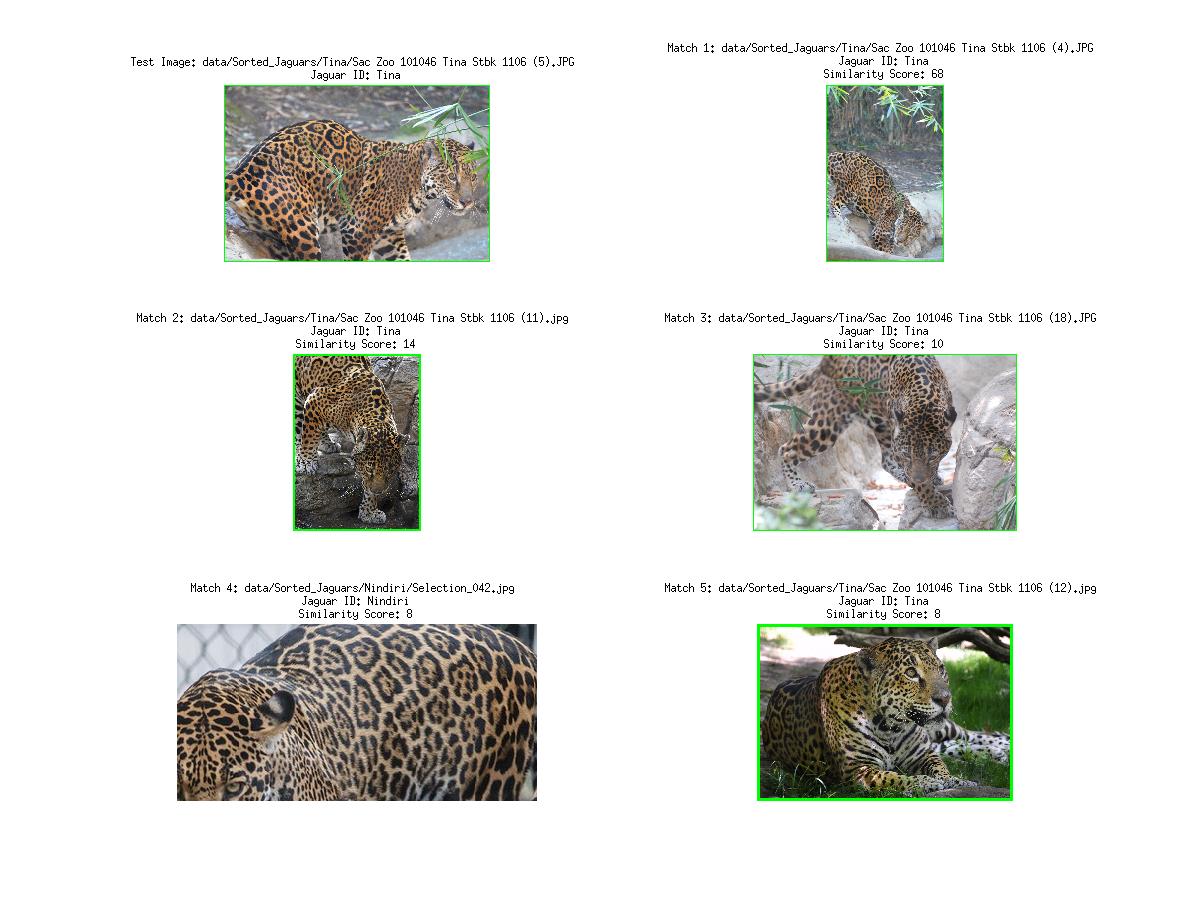 Test Image: data/Sorted_Jaguars/Tina/Sac Zoo 101046 Tina Stbk 1106 (5).JPG
Jaguar ID: Tina
Match 1: data/Sorted_Jaguars/Tina/Sac Zoo 101046 Tina Stbk 1106 (4).JPG
Jaguar ID: Tina
Similarity Score: 68
Match 2: data/Sorted_Jaguars/Tina/Sac Zoo 101046 Tina Stbk 1106 (11).jpg
Jaguar ID: Tina
Similarity Score: 14
Match 3: data/Sorted_Jaguars/Tina/Sac Zoo 101046 Tina Stbk 1106 (18).JPG
Jaguar ID: Tina
Similarity Score: 10
Match 4: data/Sorted_Jaguars/Nindiri/Selection_042.jpg
Jaguar ID: Nindiri
Similarity Score: 8
Match 5: data/Sorted_Jaguars/Tina/Sac Zoo 101046 Tina Stbk 1106 (12).jpg
Jaguar ID: Tina
Similarity Score: 8